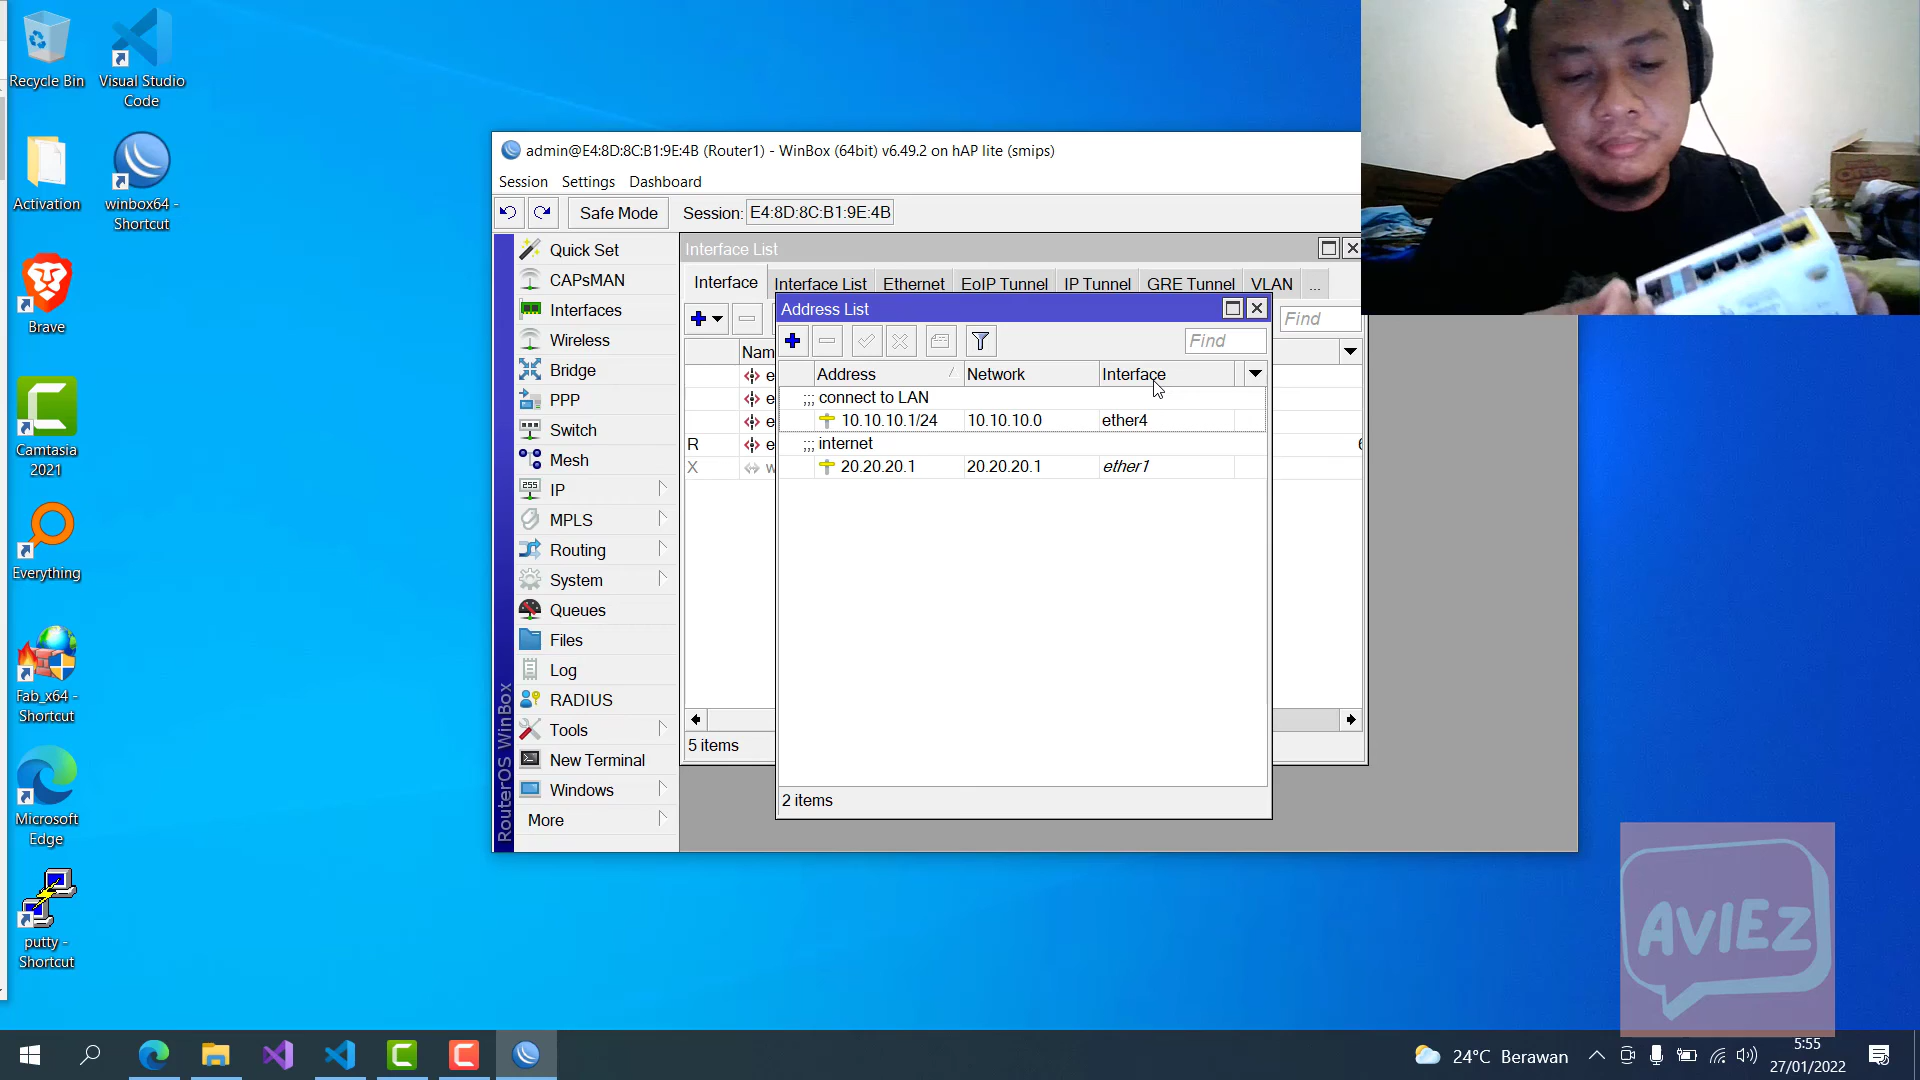 Recycle Bin
Visual Studio
Code
Activation
winbox64 -
Shortcut
Brave
Camtasia
2021
Everything
Fab_x64 -
Shortcut
Microsoft
Edge
putty -
Shortcut
admin@E4:8D:8C:B1:9E:4B (Router1) - WinBox (64bit) v6.49.2 on hAP lite (smips)
Session Settings Dashboard
Safe Mode Session: E4:8D:8C:B1:9E:4B
Quick Set
CAPsMAN
Interfaces
Wireless
Bridge
PPP
Switch
Mesh
255 IP
MPLS
Routing
System
Queues
Files
Log
RADIUS
Tools
New Terminal
Windows
More
RouterOS WinBox
Interface List
Interface Interface List Ethernet EoIP Tunnel IP Tunnel GRE Tunnel VLAN ...
Find
Nam
e
e
e
R e
X w
5 items
Address List
Find
Address Network Interface
;;; connect to LAN
10.10.10.1/24 10.10.10.0 ether4
;;; internet
20.20.20.1 20.20.20.1 ether1
2 items
AVIEZ
24°C Berawan
5:55
27/01/2022